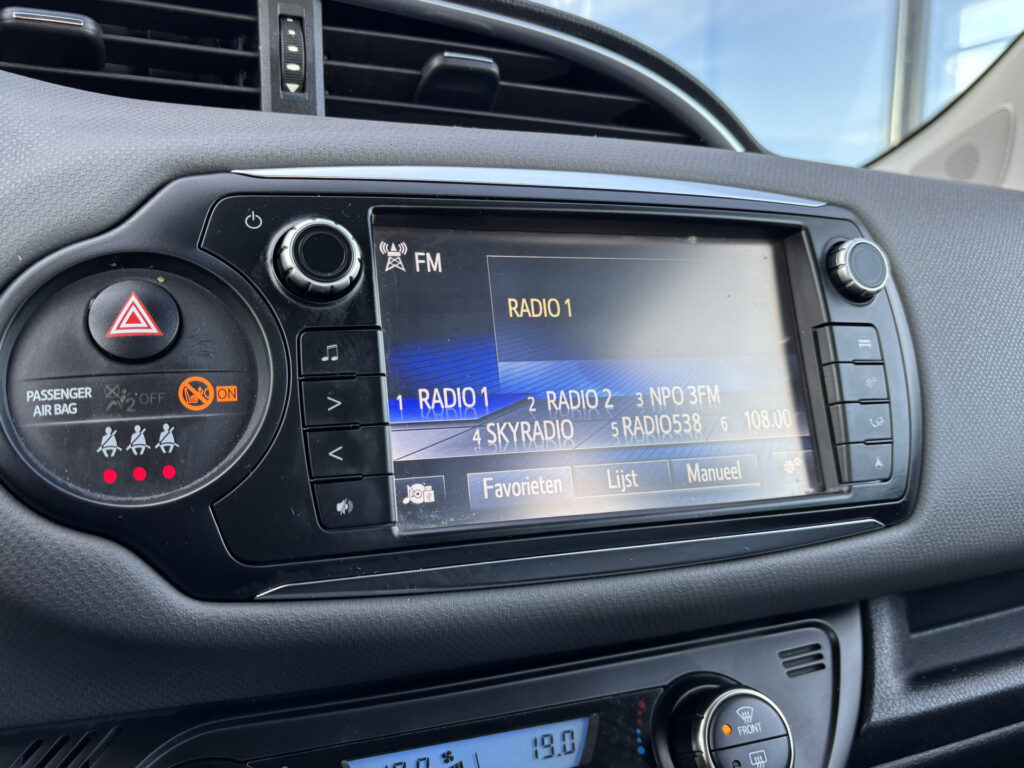 FM
RADIO 1
1 RADIO 1 2 RADIO 2 3 NPO 3FM
4 SKYRADIO 5 RADIO538 6 108.00
Favorieten Lijst Manueel
PASSENGER
AIR BAG
OFF
ON
19.0
FRONT